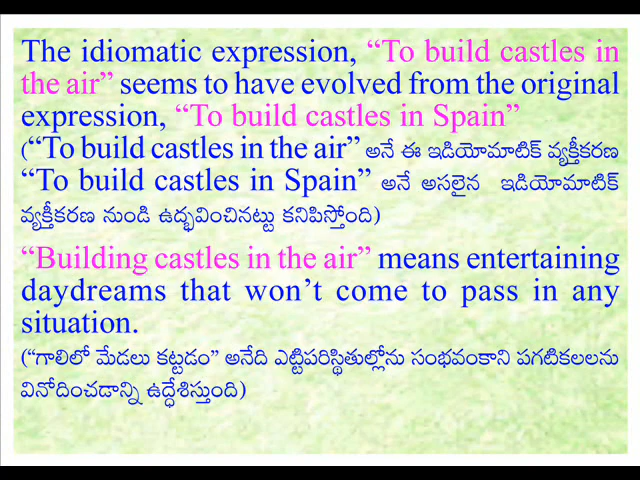 The idiomatic expression, “To build castles in
the air” seems to have evolved from the original
expression, “To build castles in Spain”
(“To build castles in the air” అనే ఈ ఇడియోమాటిక్ వ్యక్తీకరణ
“To build castles in Spain” అనే అసలైన ఇడియోమాటిక్
వ్యక్తీకరణ నుండి ఉద్భవించినట్టు కనిపిస్తోంది)
“Building castles in the air” means entertaining
daydreams that won’t come to pass in any
situation.
(“గాలిలో మేడలు కట్టడం” అనేది ఎట్టిపరిస్థితుల్లోను సంభవంకాని పగటికలలను
వినోదించడాన్ని ఉద్ధేశిస్తుంది)